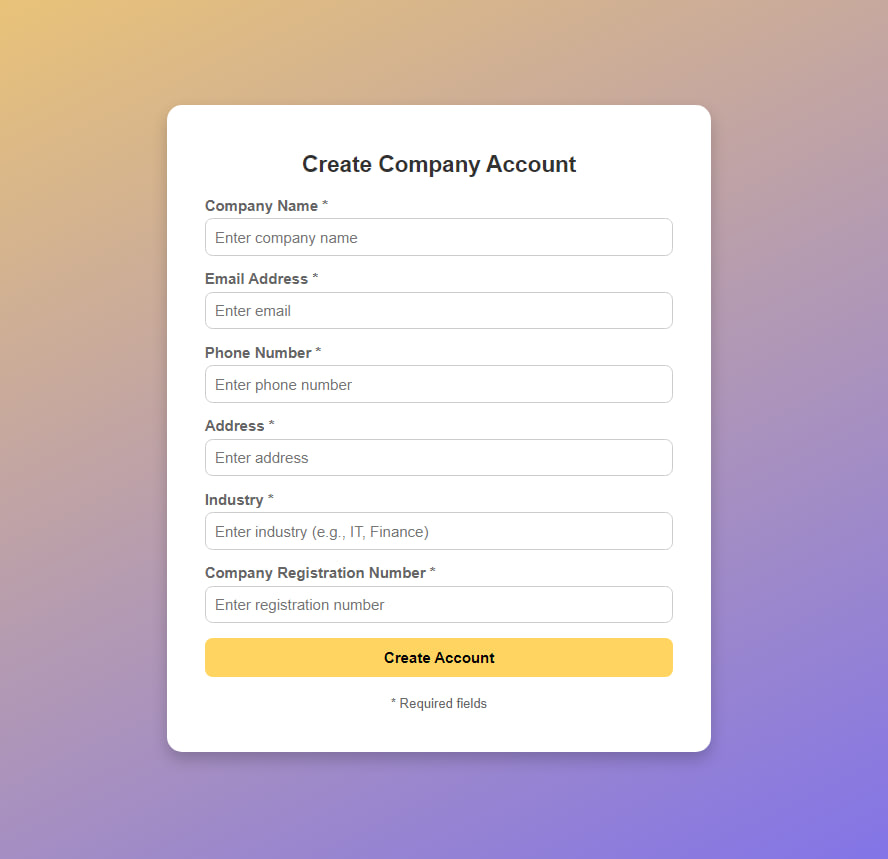 Create Company Account
Company Name *
Enter company name
Email Address *
Enter email
Phone Number *
Enter phone number
Address *
Enter address
Industry *
Enter industry (e.g., IT, Finance)
Company Registration Number *
Enter registration number
Create Account
* Required fields